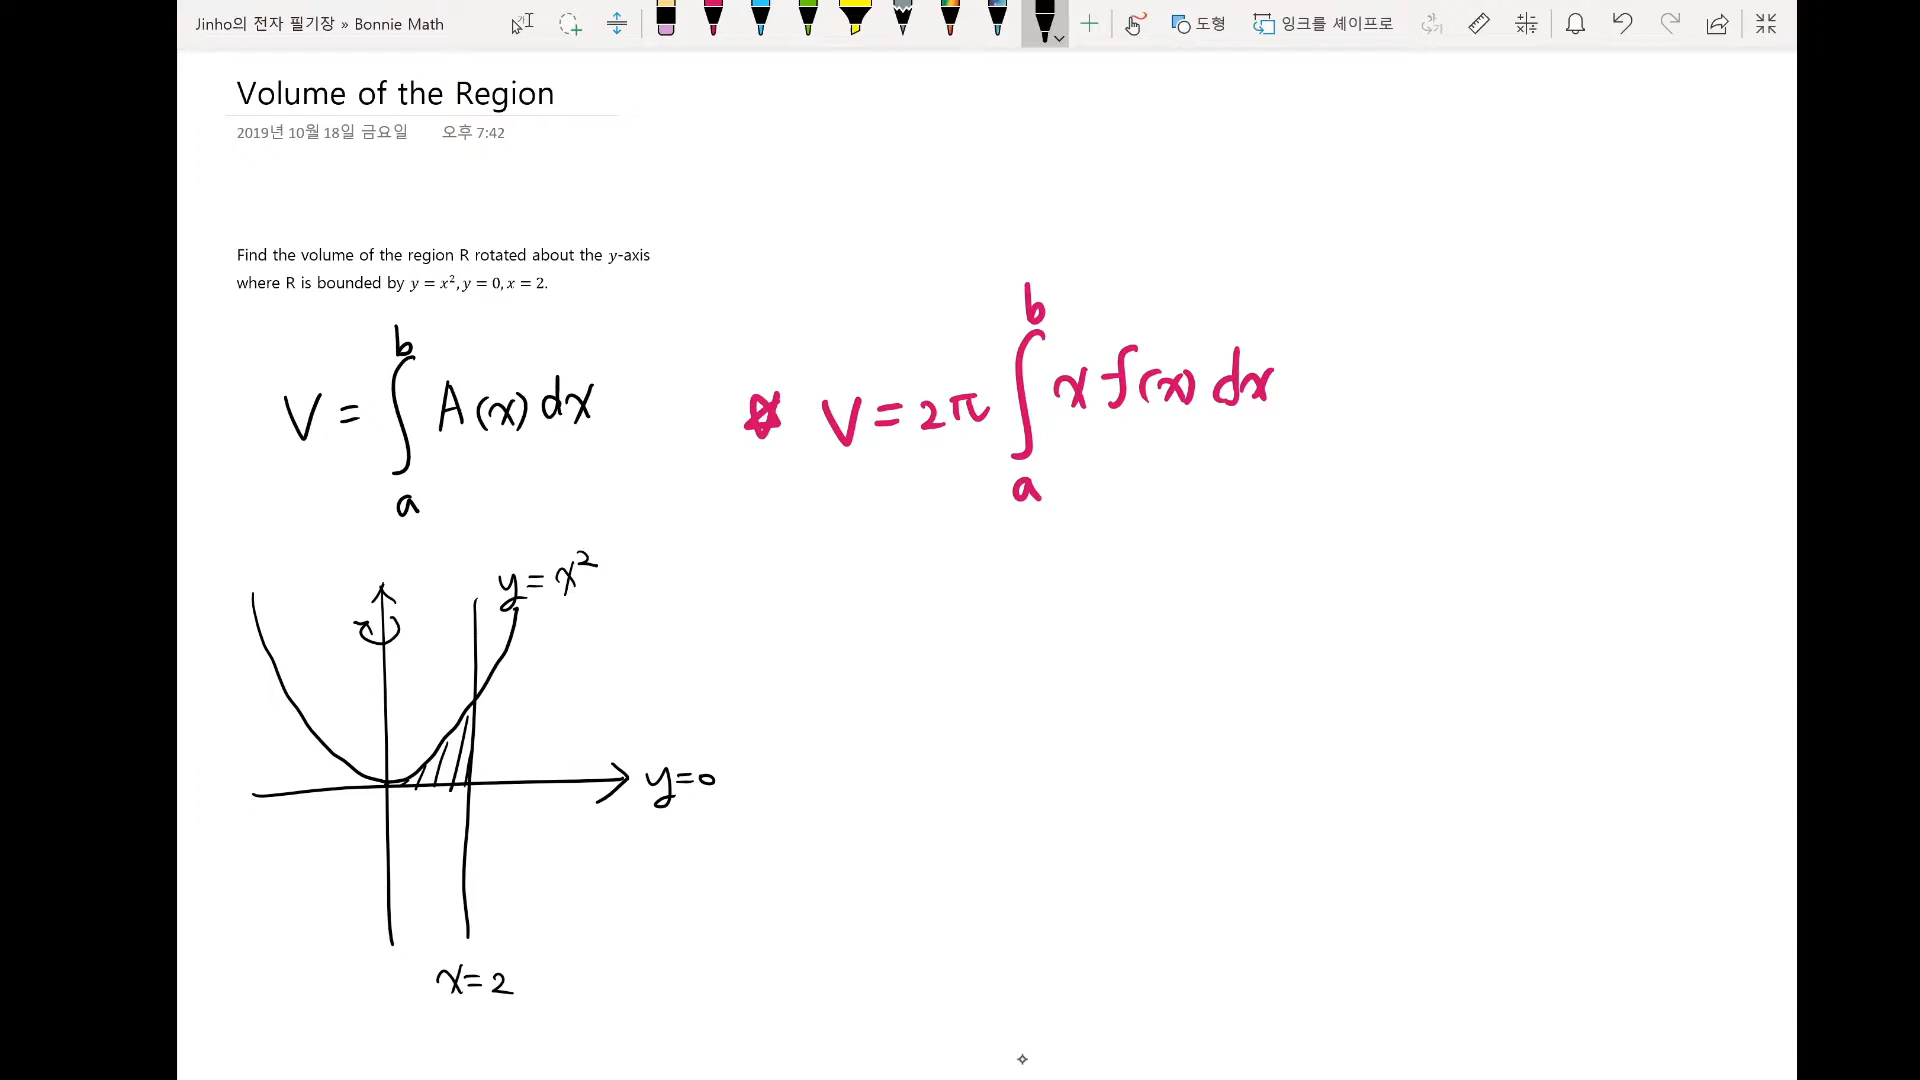 Jinho의 전자 필기장 » Bonnie Math
도형
잉크를 셰이프로
Volume of the Region
2019년 10월 18일 금요일 오후 7:42
Find the volume of the region R rotated about the y-axis
where R is bounded by y = x², y = 0, x = 2.
V = ∫ₐᵇ A(x) dx
☆ V = 2π ∫ₐᵇ x f(x) dx
y = x²
y=0
x=2